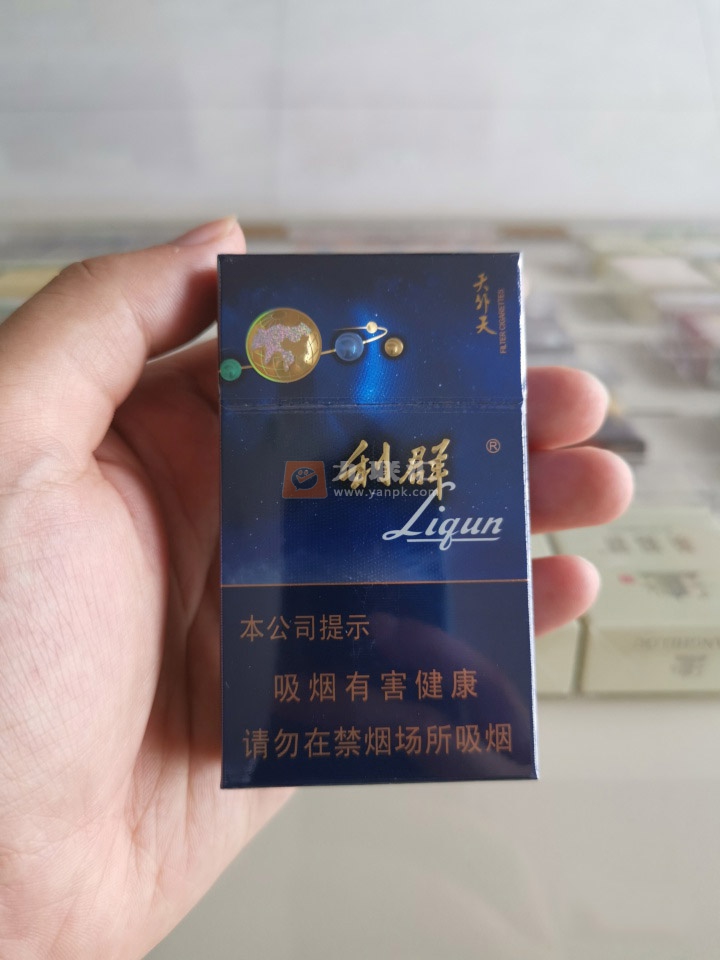 天外天
FILTER CIGARETTES
利群
®
www.yanpk.com
Liqun
本公司提示
吸烟有害健康
请勿在禁烟场所吸烟